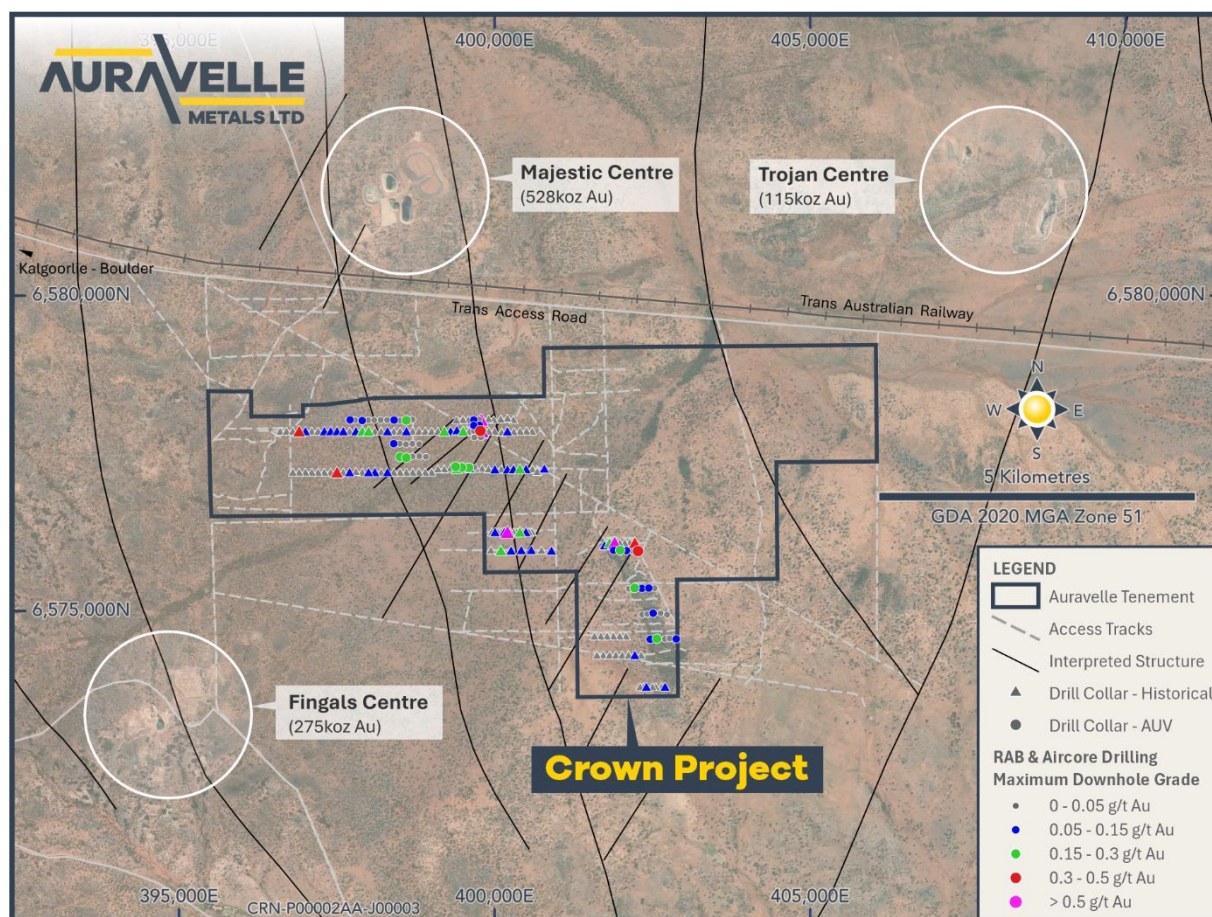 395,000E
400,000E
405,000E
410,000E
AURAVELLE
METALS LTD
Majestic Centre
(528koz Au)
Trojan Centre
(115koz Au)
Kalgoorlie - Boulder
6,580,000N
6,580,000N
Trans Access Road
Trans Australian Railway
N
W
E
S
5 Kilometres
GDA 2020 MGA Zone 51
6,575,000N
Fingals Centre
(275koz Au)
Crown Project
LEGEND
Auravelle Tenement
Access Tracks
Interpreted Structure
Drill Collar - Historical
Drill Collar - AUV
RAB & Aircore Drilling
Maximum Downhole Grade
0 - 0.05 g/t Au
0.05 - 0.15 g/t Au
0.15 - 0.3 g/t Au
0.3 - 0.5 g/t Au
> 0.5 g/t Au
395,000E
CRN-P00002AA-J00003
400,000E
405,000E